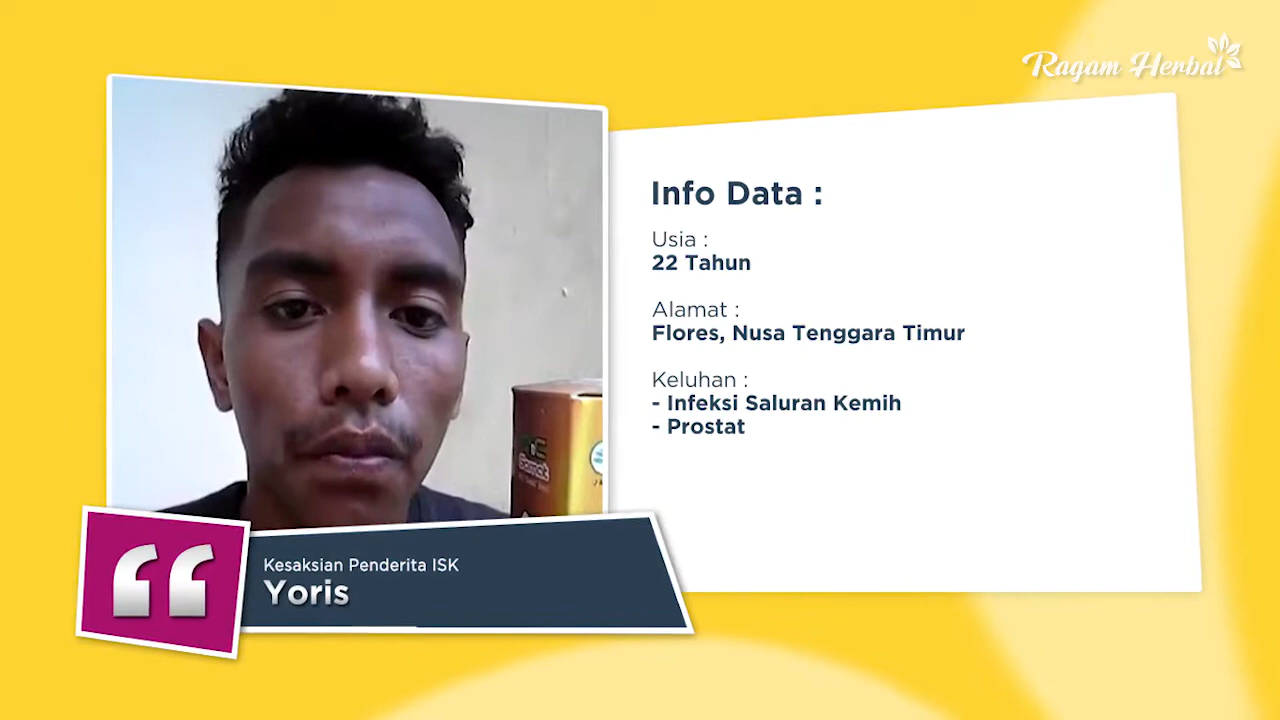 Ragam Herbal
Info Data :
Usia :
22 Tahun
Alamat :
Flores, Nusa Tenggara Timur
Keluhan :
- Infeksi Saluran Kemih
- Prostat
Kesaksian Penderita ISK
Yoris